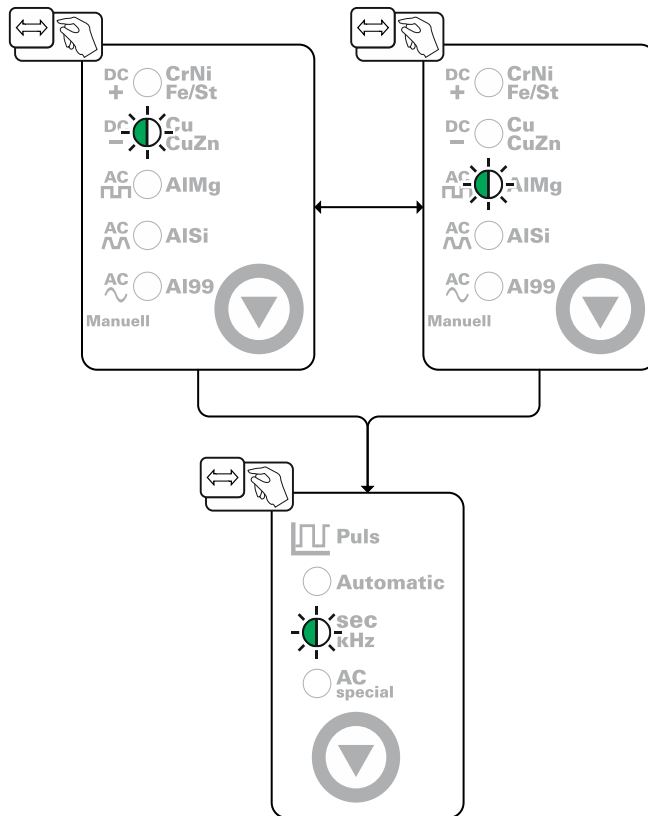 DC CrNi
+ Fe/St
DC Cu
– CuZn
AC AlMg
AC AlSi
AC Al99
Manuell
DC CrNi
+ Fe/St
DC Cu
– CuZn
AC AlMg
AC AlSi
AC Al99
Manuell
Puls
Automatic
sec
kHz
AC
special